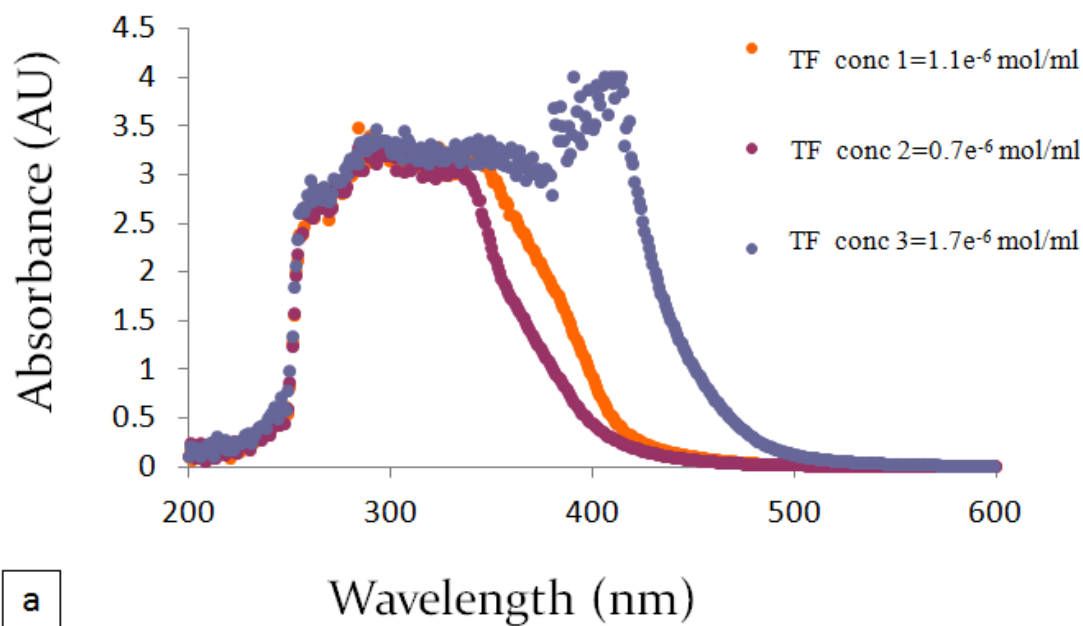 4.5
4
3.5
3
2.5
2
1.5
1
0.5
0
200 300 400 500 600
Absorbance (AU)
Wavelength (nm)
TF conc 1=1.1e⁻⁶ mol/ml
TF conc 2=0.7e⁻⁶ mol/ml
TF conc 3=1.7e⁻⁶ mol/ml
a